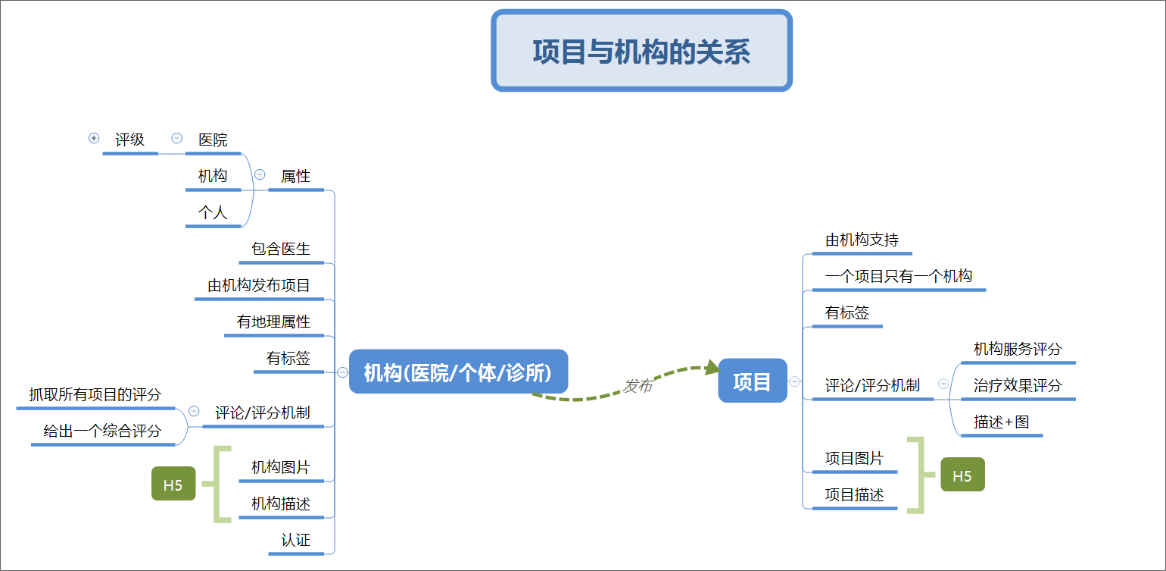 项目与机构的关系
评级
医院
机构
个人
属性
包含医生
由机构发布项目
有地理属性
有标签
抓取所有项目的评分
给出一个综合评分
评论/评分机制
H5
机构图片
机构描述
认证
机构(医院/个体/诊所)
发布
项目
由机构支持
一个项目只有一个机构
有标签
评论/评分机制
机构服务评分
治疗效果评分
描述+图
项目图片
项目描述
H5